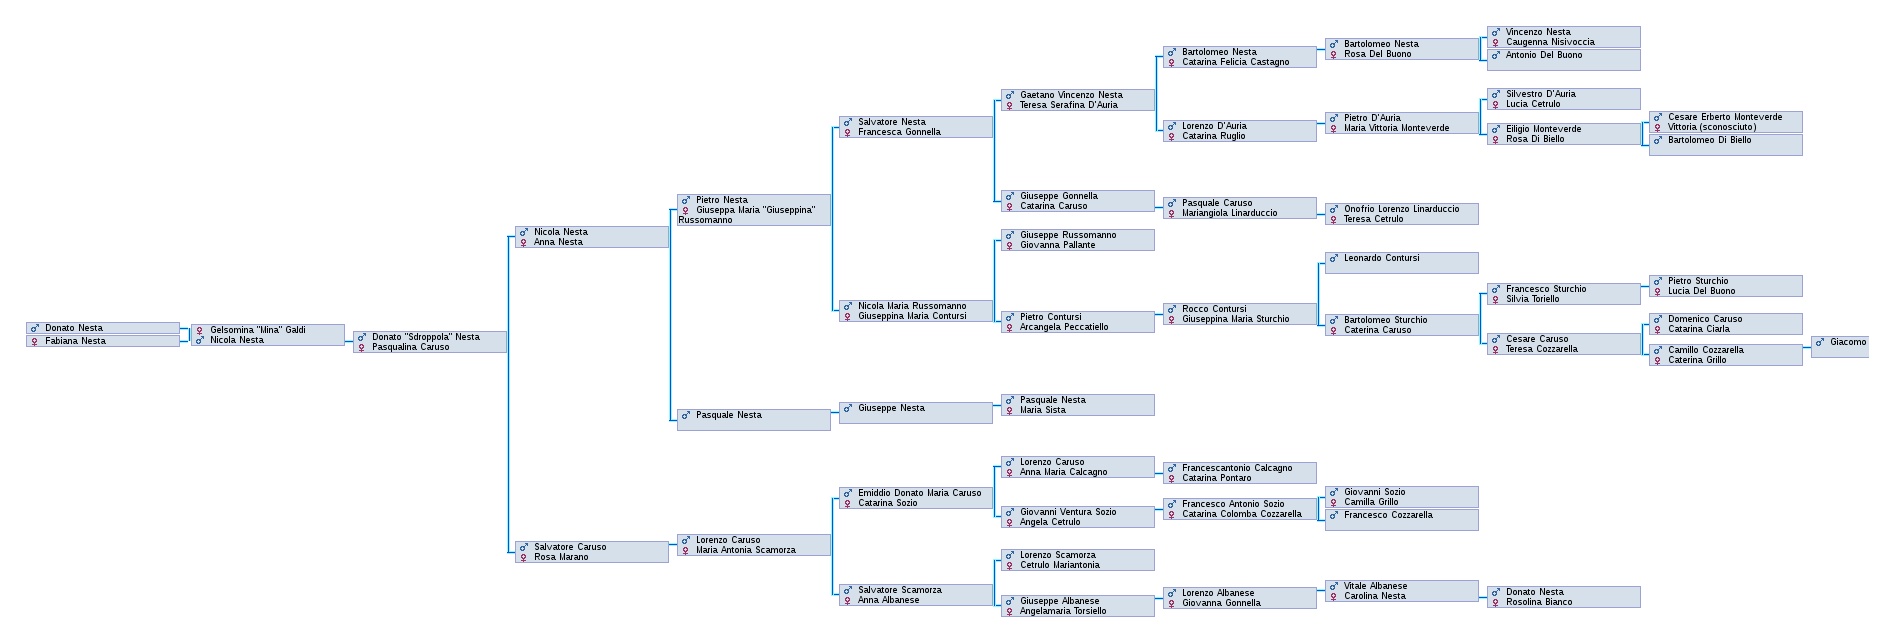 Donato Nesta
Fabiana Nesta
Gelsomina "Mina" Galdi
Nicola Nesta
Donato "Sdroppola" Nesta
Pasqualina Caruso
Nicola Nesta
Anna Nesta
Salvatore Caruso
Rosa Marano
Pietro Nesta
Giuseppa Maria "Giuseppina"
Russomanno
Pasquale Nesta
Lorenzo Caruso
Maria Antonia Scamorza
Salvatore Nesta
Francesca Gonnella
Nicola Maria Russomanno
Giuseppina Maria Contursi
Giuseppe Nesta
Emiddio Donato Maria Caruso
Catarina Sozio
Salvatore Scamorza
Anna Albanese
Gaetano Vincenzo Nesta
Teresa Serafina D'Auria
Giuseppe Gonnella
Catarina Caruso
Giuseppe Russomanno
Giovanna Pallante
Pietro Contursi
Arcangela Peccatiello
Pasquale Nesta
Maria Sista
Lorenzo Caruso
Anna Maria Calcagno
Giovanni Ventura Sozio
Angela Cetrulo
Lorenzo Scamorza
Cetrulo Mariantonia
Giuseppe Albanese
Angelamaria Torsiello
Bartolomeo Nesta
Catarina Felicia Castagno
Lorenzo D'Auria
Catarina Ruglio
Pasquale Caruso
Mariangiola Linarduccio
Rocco Contursi
Giuseppina Maria Sturchio
Francescantonio Calcagno
Catarina Pontaro
Francesco Antonio Sozio
Catarina Colomba Cozzarella
Lorenzo Albanese
Giovanna Gonnella
Bartolomeo Nesta
Rosa Del Buono
Pietro D'Auria
Maria Vittoria Monteverde
Onofrio Lorenzo Linarduccio
Teresa Cetrulo
Leonardo Contursi
Bartolomeo Sturchio
Caterina Caruso
Giovanni Sozio
Camilla Grillo
Francesco Cozzarella
Vitale Albanese
Carolina Nesta
Vincenzo Nesta
Caugenna Nisivoccia
Antonio Del Buono
Silvestro D'Auria
Lucia Cetrulo
Eiligio Monteverde
Rosa Di Biello
Francesco Sturchio
Silvia Toriello
Cesare Caruso
Teresa Cozzarella
Donato Nesta
Rosolina Bianco
Cesare Erberto Monteverde
Vittoria (sconosciuto)
Bartolomeo Di Biello
Pietro Sturchio
Lucia Del Buono
Domenico Caruso
Catarina Ciarla
Camillo Cozzarella
Caterina Grillo
Giacomo